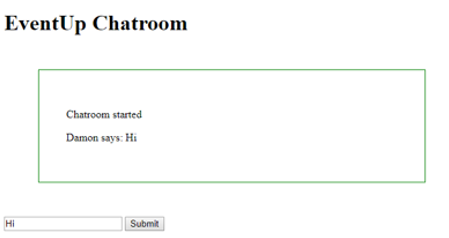 EventUp Chatroom
Chatroom started
Damon says: Hi
Hi Submit